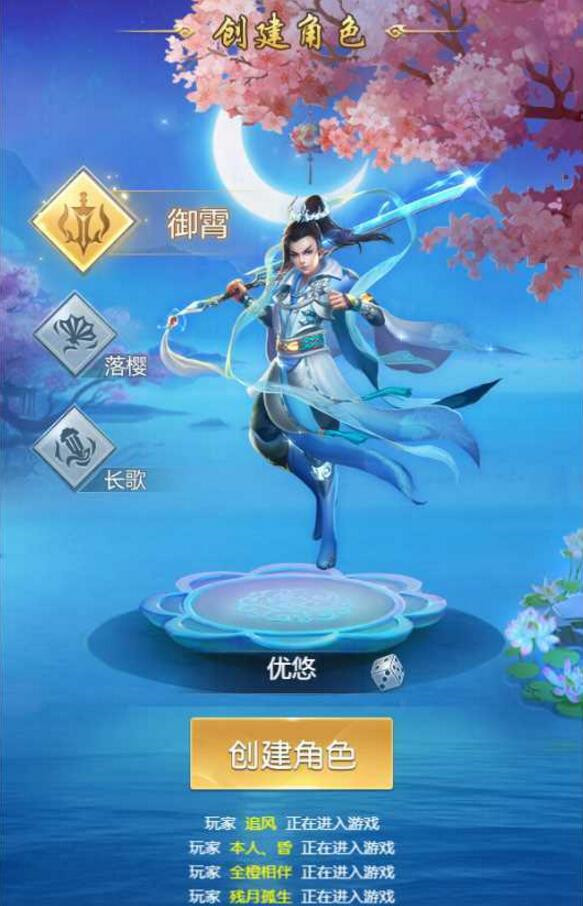 创建角色
御霄
落樱
长歌
优悠
创建角色
玩家 追风 正在进入游戏
玩家 本人、昏 正在进入游戏
玩家 全橙相伴 正在进入游戏
玩家 残月孤生 正在进入游戏